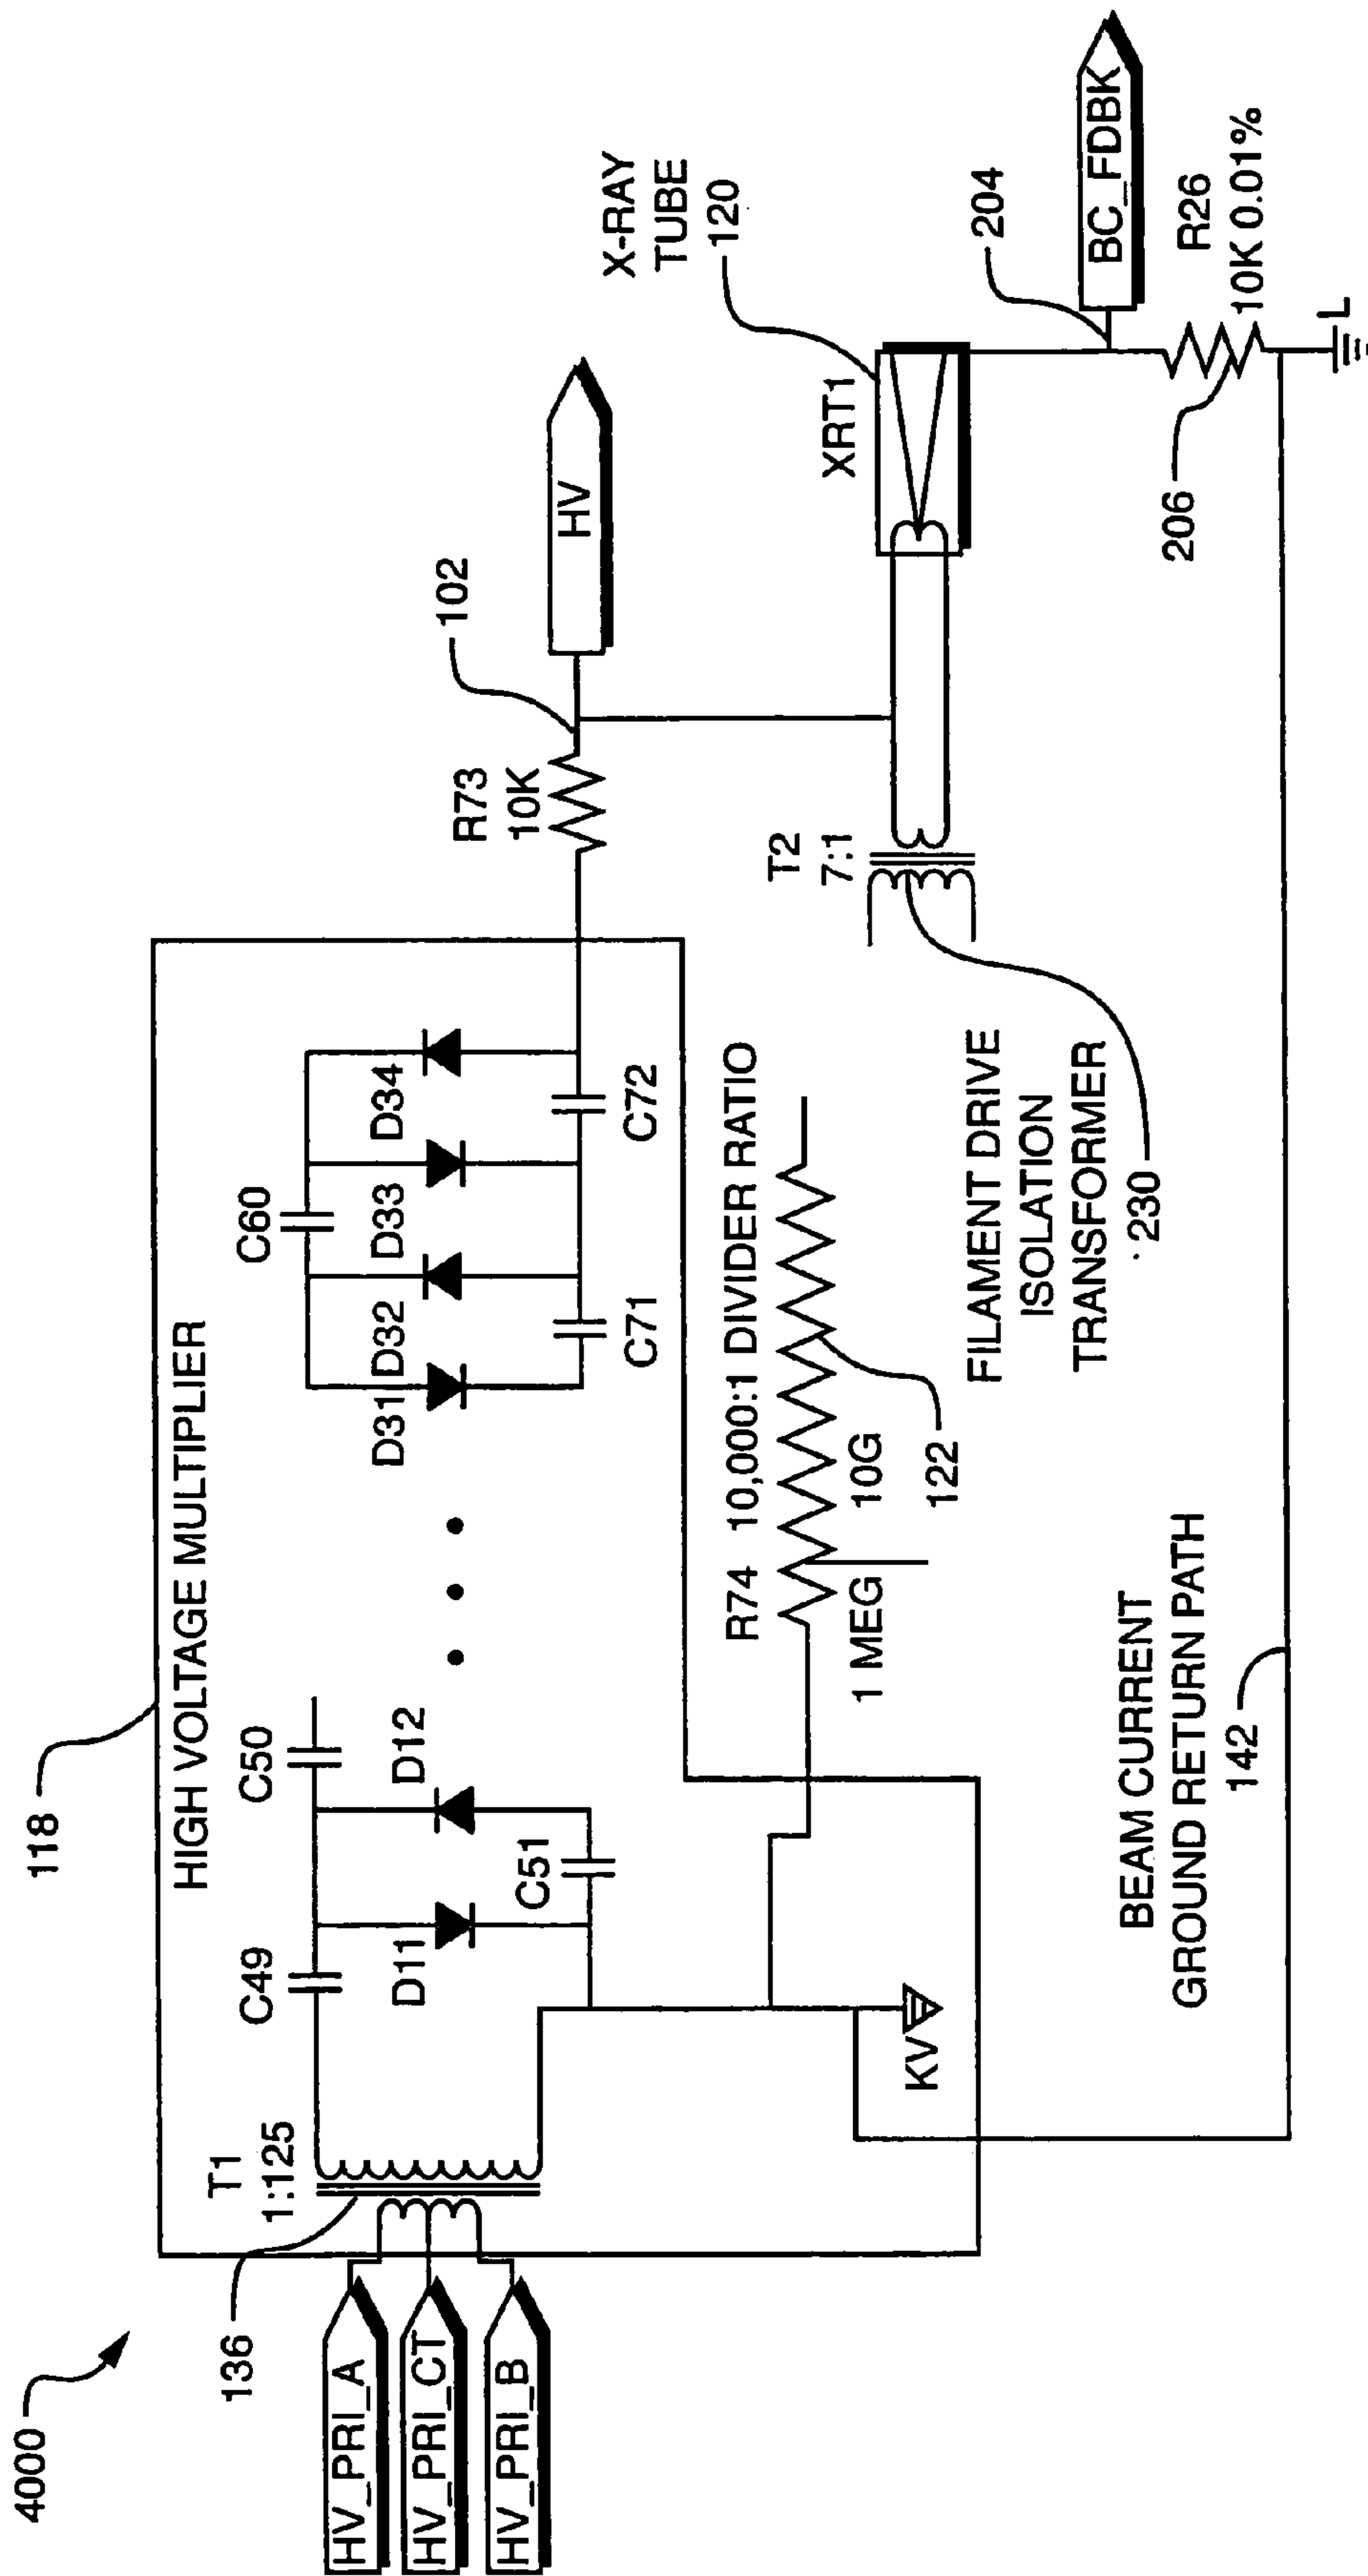 4000
118
HIGH VOLTAGE MULTIPLIER
136
T1
1:125
HV_PRI_A
HV_PRI_CT
HV_PRI_B
C49
C50
D11
D12
C51
KV
C60
D31
D32
D33
D34
C71
C72
R73
10K
102
HV
R74
10,000:1 DIVIDER RATIO
1 MEG
10G
122
T2
7:1
FILAMENT DRIVE
ISOLATION
TRANSFORMER
230
X-RAY
TUBE
120
XRT1
204
BC_FDBK
R26
10K 0.01%
206
L
BEAM CURRENT
GROUND RETURN PATH
142